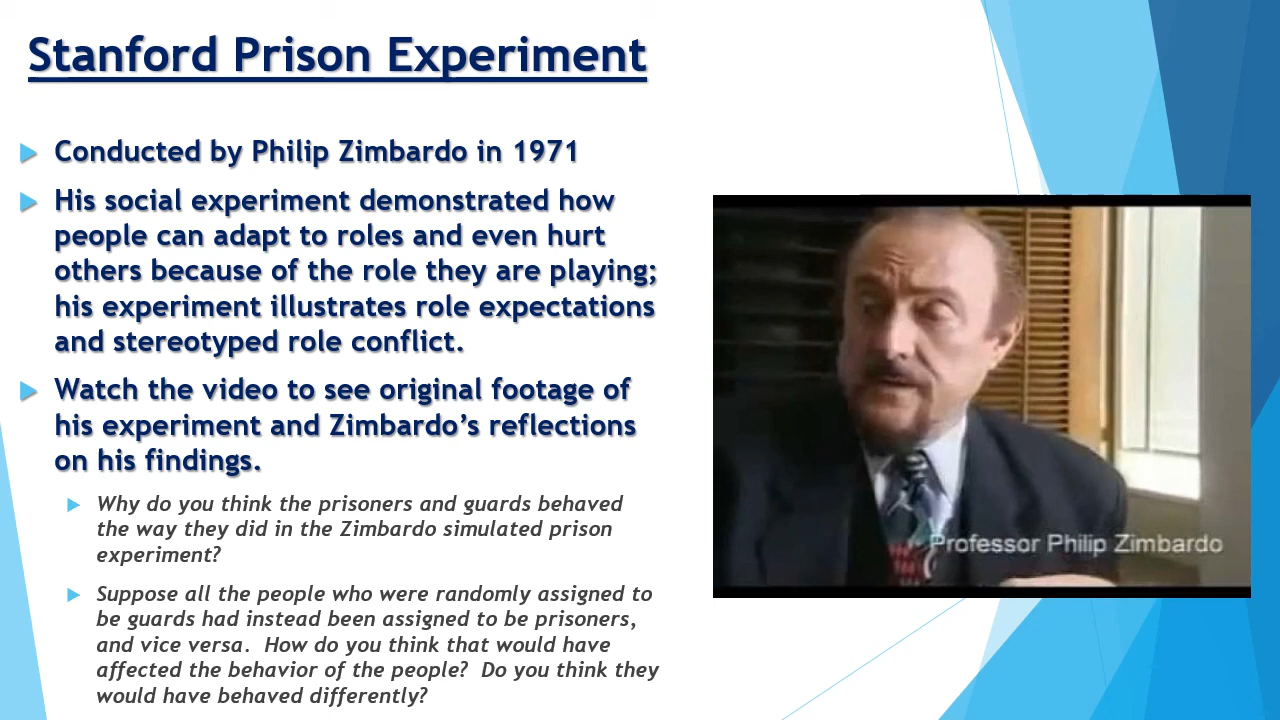 Stanford Prison Experiment
Conducted by Philip Zimbardo in 1971
His social experiment demonstrated how
people can adapt to roles and even hurt
others because of the role they are playing;
his experiment illustrates role expectations
and stereotyped role conflict.
Watch the video to see original footage of
his experiment and Zimbardo’s reflections
on his findings.
Why do you think the prisoners and guards behaved
the way they did in the Zimbardo simulated prison
experiment?
Suppose all the people who were randomly assigned to
be guards had instead been assigned to be prisoners,
and vice versa.  How do you think that would have
affected the behavior of the people?  Do you think they
would have behaved differently?
Professor Philip Zimbardo